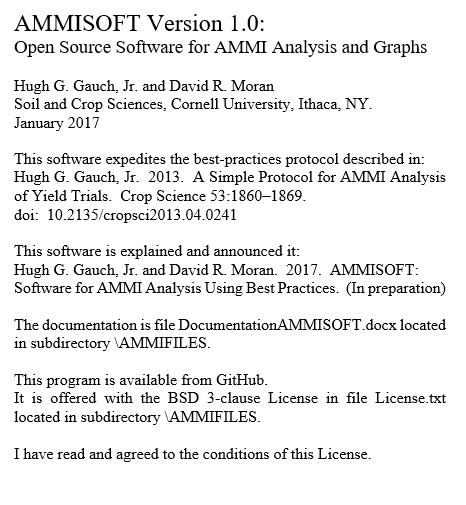 AMMISOFT Version 1.0:
Open Source Software for AMMI Analysis and Graphs
Hugh G. Gauch, Jr. and David R. Moran
Soil and Crop Sciences, Cornell University, Ithaca, NY.
January 2017
This software expedites the best-practices protocol described in:
Hugh G. Gauch, Jr.  2013.  A Simple Protocol for AMMI Analysis
of Yield Trials.  Crop Science 53:1860–1869.
doi:  10.2135/cropsci2013.04.0241
This software is explained and announced it:
Hugh G. Gauch, Jr. and David R. Moran.  2017.  AMMISOFT:
Software for AMMI Analysis Using Best Practices.  (In preparation)
The documentation is file DocumentationAMMISOFT.docx located
in subdirectory \AMMIFILES.
This program is available from GitHub.
It is offered with the BSD 3-clause License in file License.txt
located in subdirectory \AMMIFILES.
I have read and agreed to the conditions of this License.